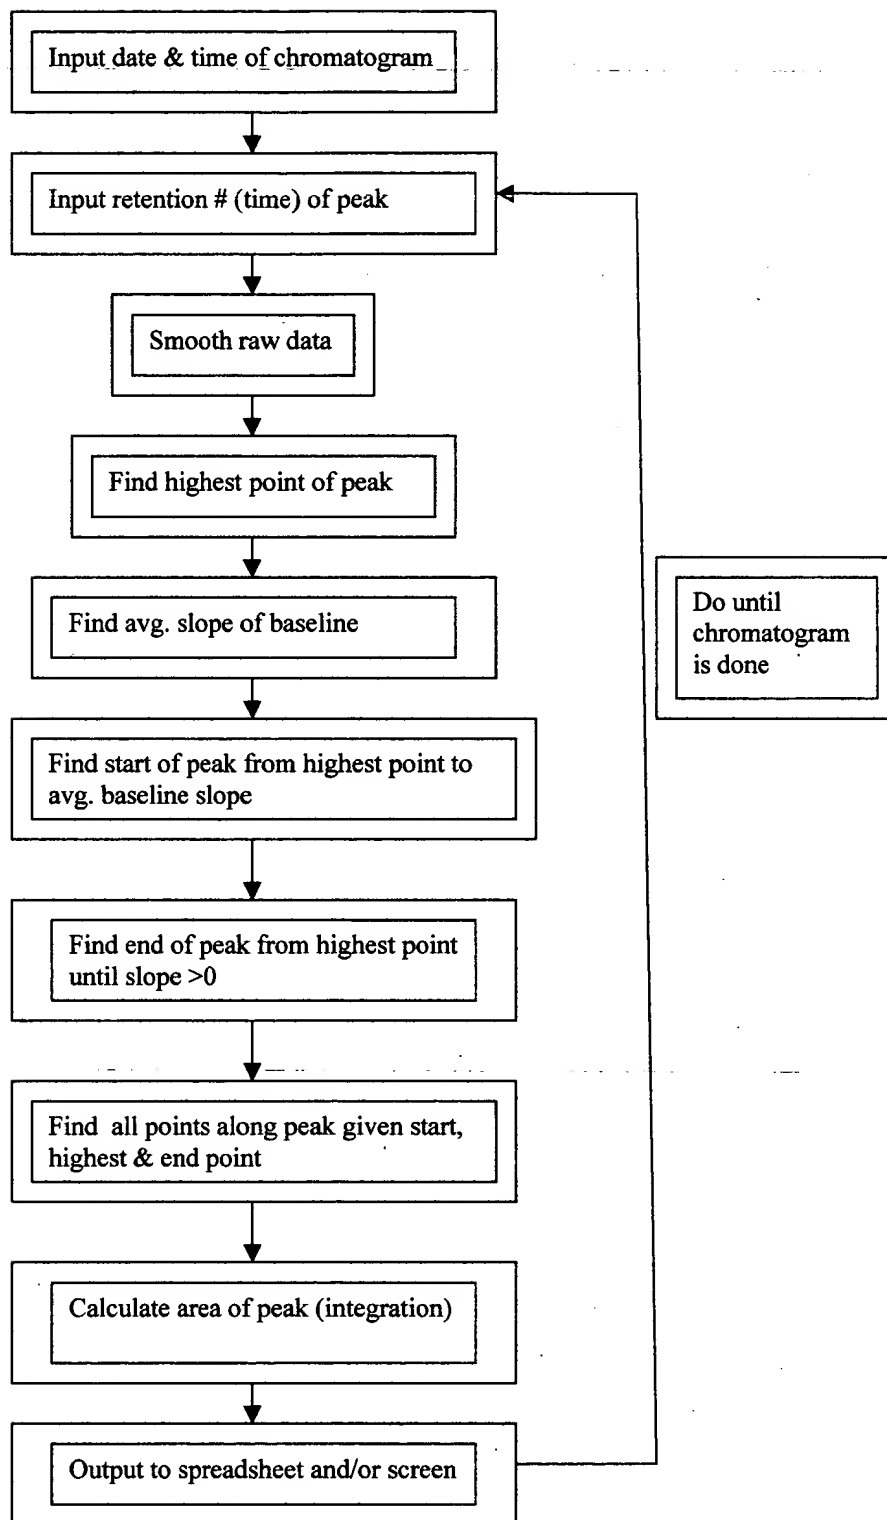 Input date & time of chromatogram
Input retention # (time) of peak
Smooth raw data
Find highest point of peak
Find avg. slope of baseline
Do until
chromatogram
is done
Find start of peak from highest point to
avg. baseline slope
Find end of peak from highest point
until slope >0
Find all points along peak given start,
highest & end point
Calculate area of peak (integration)
Output to spreadsheet and/or screen